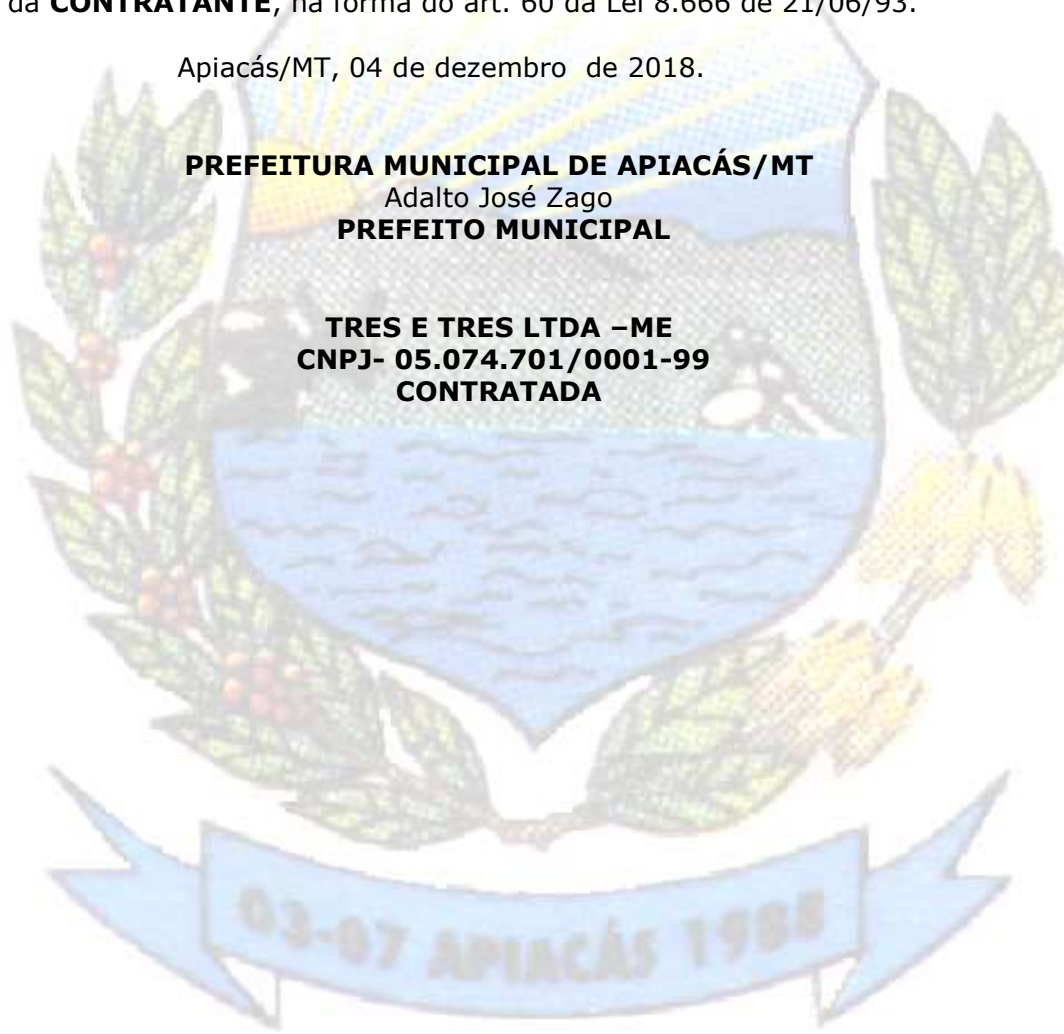 da CONTRATANTE, na forma do art. 60 da Lei 8.666 de 21/06/93.
Apiacás/MT, 04 de dezembro de 2018.
PREFEITURA MUNICIPAL DE APIACÁS/MT
Adalto José Zago
PREFEITO MUNICIPAL
TRES E TRES LTDA –ME
CNPJ- 05.074.701/0001-99
CONTRATADA
03-07 APIACÁS 1988